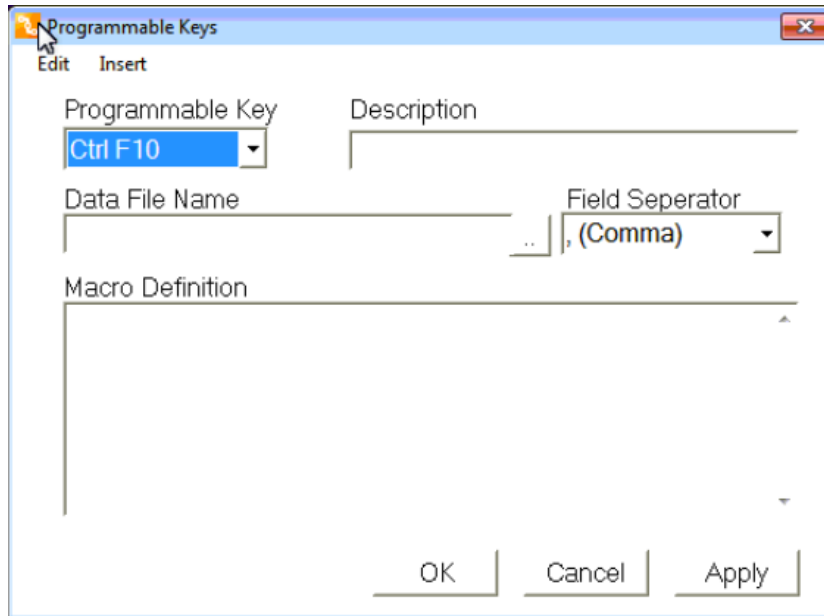 Programmable Keys
Edit Insert
Programmable Key Description
Ctrl F10
Data File Name Field Seperator
.. , (Comma)
Macro Definition
OK Cancel Apply